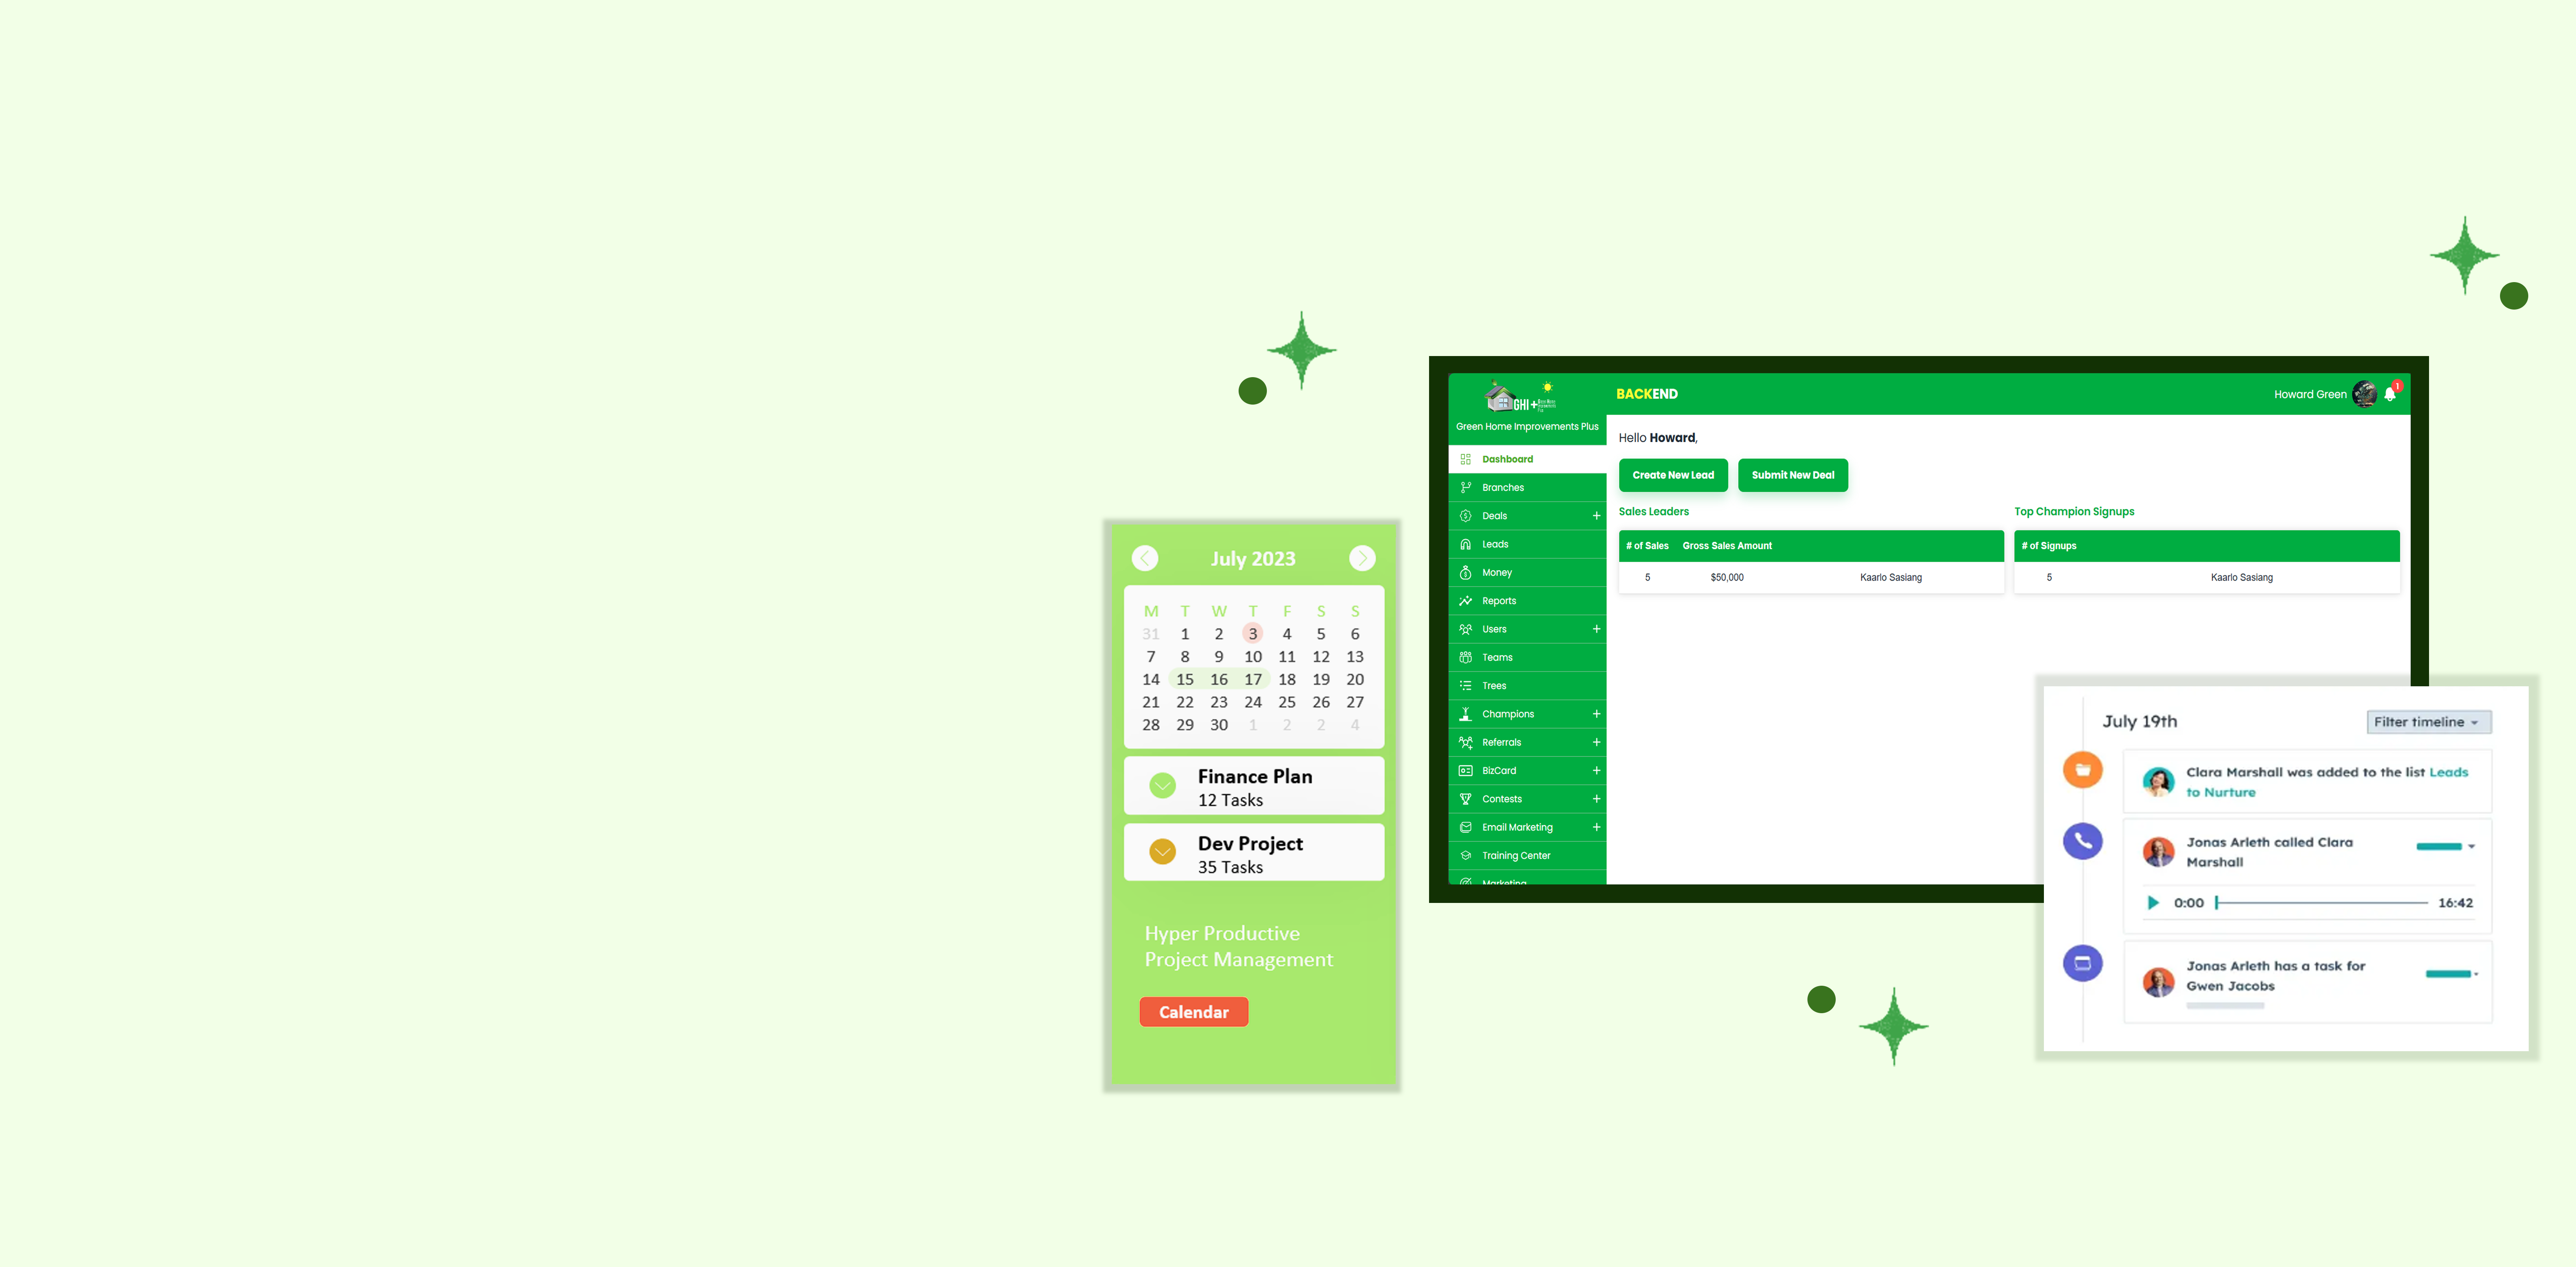 July 2023
M T W T F S S
31 1 2 3 4 5 6
7 8 9 10 11 12 13
14 15 16 17 18 19 20
21 22 23 24 25 26 27
28 29 30 1 2 2 4
Finance Plan
12 Tasks
Dev Project
35 Tasks
Hyper Productive
Project Management
Calendar
GHI+
Green Home Improvements Plus
Dashboard
Branches
Deals +
Leads
Money
Reports
Users +
Teams
Trees
Champions +
Referrals +
BizCard +
Contests +
Email Marketing +
Training Center
Marketing
BACKEND
Howard Green
1
Hello Howard,
Create New Lead
Submit New Deal
Sales Leaders
# of Sales Gross Sales Amount
5 $50,000 Kaarlo Sasiang
Top Champion Signups
# of Signups
5 Kaarlo Sasiang
July 19th
Filter timeline
Clara Marshall was added to the list Leads
to Nurture
Jonas Arleth called Clara
Marshall
0:00 16:42
Jonas Arleth has a task for
Gwen Jacobs